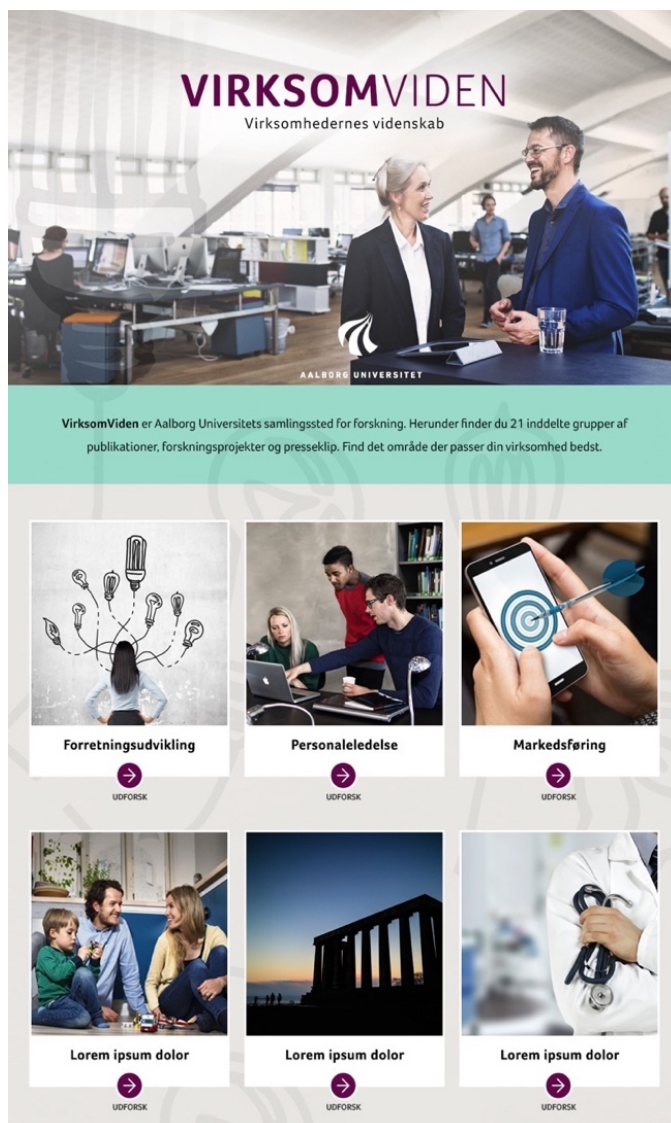 VIRKSOMVIDEN
Virksomhedernes videnskab
AALBORG UNIVERSITET
VirksomViden er Aalborg Universitets samlingssted for forskning. Herunder finder du 21 inddelte grupper af
publikationer, forskningsprojekter og presseklip. Find det område der passer din virksomhed bedst.
Forretningsudvikling
UDFORSK
Personaleledelse
UDFORSK
Markedsføring
UDFORSK
Lorem ipsum dolor
UDFORSK
Lorem ipsum dolor
UDFORSK
Lorem ipsum dolor
UDFORSK